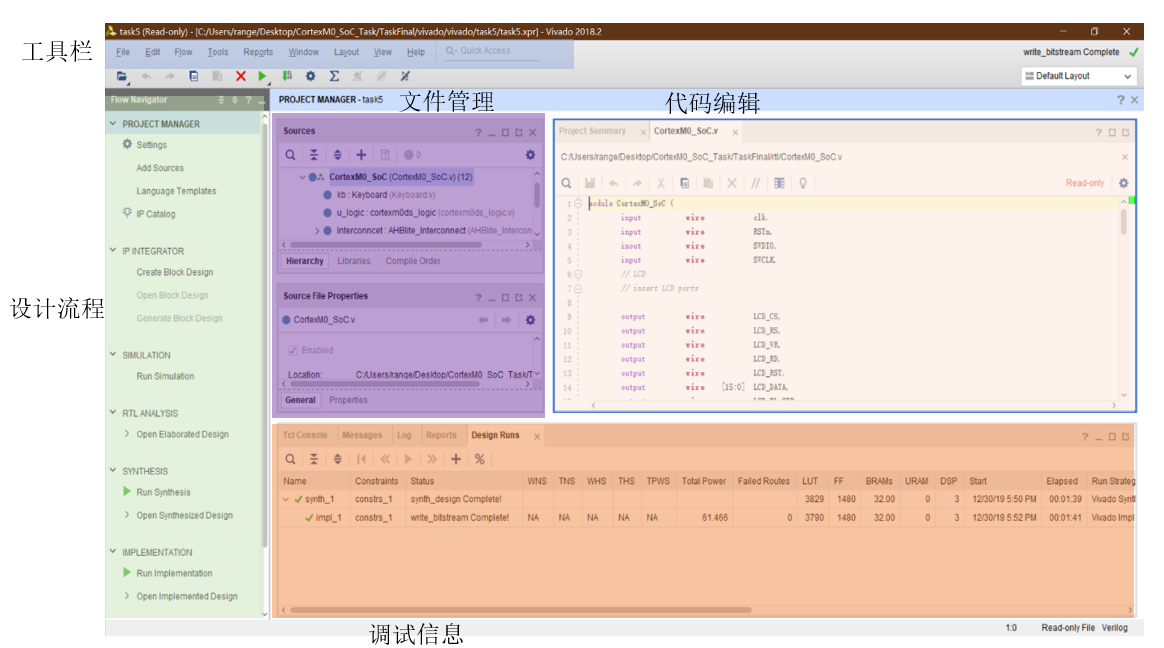 task5 (Read-only) - [C:/Users/range/Desktop/CortexM0_SoC_Task/TaskFinal/vivado/vivado/task5/task5.xpr] - Vivado 2018.2
工具栏
File Edit Flow Tools Reports Window Layout View Help Quick Access
write_bitstream Complete
Default Layout
Flow Navigator
PROJECT MANAGER - task5
文件管理
代码编辑
设计流程
PROJECT MANAGER
Settings
Add Sources
Language Templates
IP Catalog
IP INTEGRATOR
Create Block Design
Open Block Design
Generate Block Design
SIMULATION
Run Simulation
RTL ANALYSIS
Open Elaborated Design
SYNTHESIS
Run Synthesis
Open Synthesized Design
IMPLEMENTATION
Run Implementation
Open Implemented Design
Sources
0
CortexM0_SoC (CortexM0_SoC.v) (12)
kb : Keyboard (Keyboard.v)
u_logic : cortexm0ds_logic (cortexm0ds_logic.v)
Interconncet : AHBlite_Interconnect (AHBlite_Intercon
Hierarchy Libraries Compile Order
Source File Properties
CortexM0_SoC.v
Enabled
Location: C:/Users/range/Desktop/CortexM0_SoC_Task/T
General Properties
Project Summary CortexM0_SoC.v
C:/Users/range/Desktop/CortexM0_SoC_Task/TaskFinal/rtl/CortexM0_SoC.v
Read-only
1 module CortexM0_SoC (
2 input wire clk,
3 input wire RSTn,
4 inout wire SWDIO,
5 input wire SWCLK,
6 // LCD
7 // insert LCD ports
8
9 output wire LCD_CS,
10 output wire LCD_RS,
11 output wire LCD_WR,
12 output wire LCD_RD,
13 output wire LCD_RST,
14 output wire [15:0] LCD_DATA,
Tcl Console Messages Log Reports Design Runs
Name Constraints Status WNS TNS WHS THS TPWS Total Power Failed Routes LUT FF BRAMs URAM DSP Start Elapsed Run Strateg
synth_1 constrs_1 synth_design Complete! 3829 1480 32.00 0 3 12/30/19 5:50 PM 00:01:39 Vivado Synt
impl_1 constrs_1 write_bitstream Complete! NA NA NA NA NA 61.466 0 3790 1480 32.00 0 3 12/30/19 5:52 PM 00:01:41 Vivado Impl
调试信息
1:0 Read-only File Verilog